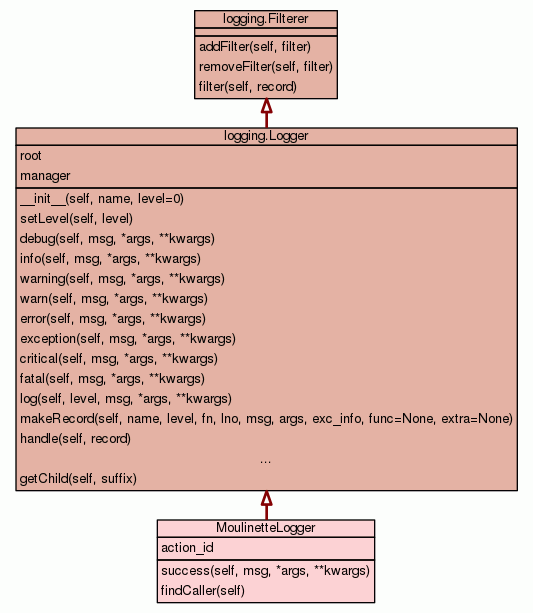 logging.Filterer
addFilter(self, filter)
removeFilter(self, filter)
filter(self, record)
logging.Logger
root
manager
__init__(self, name, level=0)
setLevel(self, level)
debug(self, msg, *args, **kwargs)
info(self, msg, *args, **kwargs)
warning(self, msg, *args, **kwargs)
warn(self, msg, *args, **kwargs)
error(self, msg, *args, **kwargs)
exception(self, msg, *args, **kwargs)
critical(self, msg, *args, **kwargs)
fatal(self, msg, *args, **kwargs)
log(self, level, msg, *args, **kwargs)
makeRecord(self, name, level, fn, lno, msg, args, exc_info, func=None, extra=None)
handle(self, record)
...
getChild(self, suffix)
MoulinetteLogger
action_id
success(self, msg, *args, **kwargs)
findCaller(self)